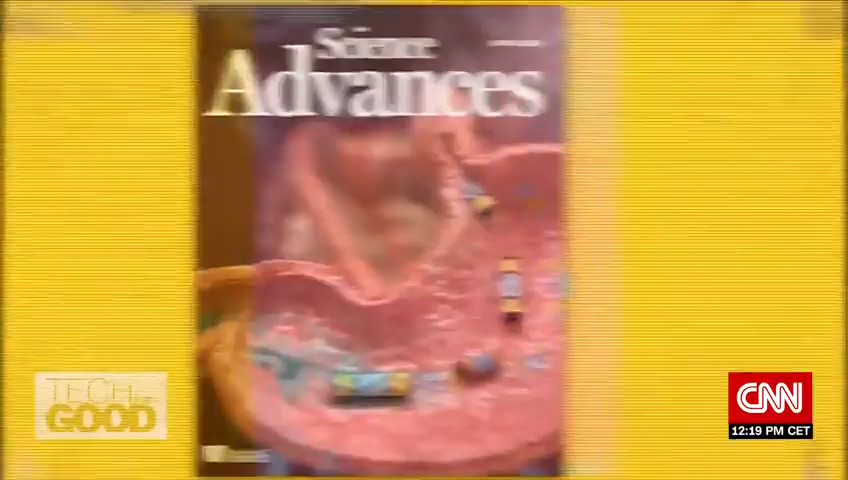 Science
Advances
TECH FOR
GOOD
CNN
12:19 PM CET